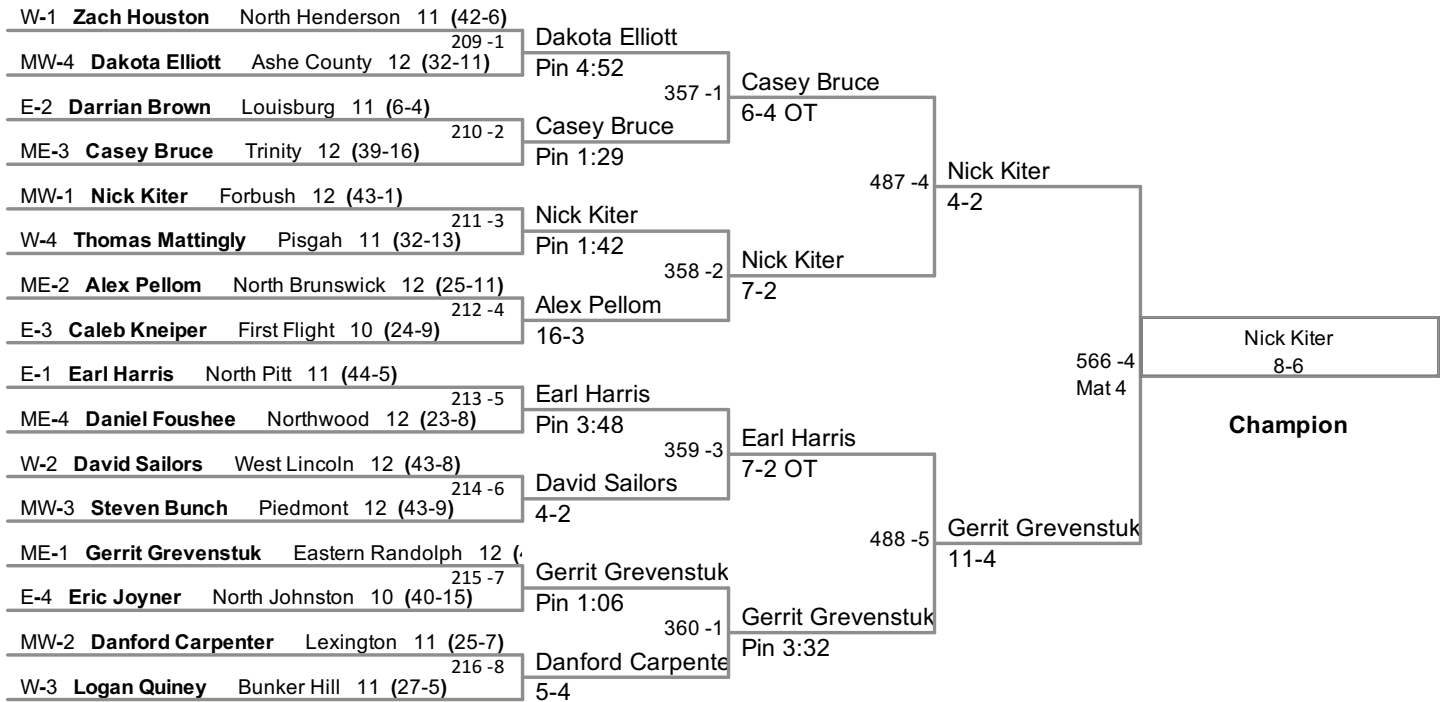 W-1 Zach Houston North Henderson 11 (42-6)
209 -1
MW-4 Dakota Elliott Ashe County 12 (32-11)
E-2 Darrian Brown Louisburg 11 (6-4)
210 -2
ME-3 Casey Bruce Trinity 12 (39-16)
MW-1 Nick Kiter Forbush 12 (43-1)
211 -3
W-4 Thomas Mattingly Pisgah 11 (32-13)
ME-2 Alex Pellom North Brunswick 12 (25-11)
212 -4
E-3 Caleb Kneiper First Flight 10 (24-9)
E-1 Earl Harris North Pitt 11 (44-5)
213 -5
ME-4 Daniel Foushee Northwood 12 (23-8)
W-2 David Sailors West Lincoln 12 (43-8)
214 -6
MW-3 Steven Bunch Piedmont 12 (43-9)
ME-1 Gerrit Grevenstuk Eastern Randolph 12 (
215 -7
E-4 Eric Joyner North Johnston 10 (40-15)
MW-2 Danford Carpenter Lexington 11 (25-7)
216 -8
W-3 Logan Quiney Bunker Hill 11 (27-5)
Dakota Elliott
Pin 4:52
357 -1
Casey Bruce
Pin 1:29
Nick Kiter
Pin 1:42
358 -2
Alex Pellom
16-3
Earl Harris
Pin 3:48
359 -3
David Sailors
4-2
Gerrit Grevenstuk
Pin 1:06
360 -1
Danford Carpente
5-4
Casey Bruce
6-4 OT
487 -4
Nick Kiter
7-2
Earl Harris
7-2 OT
488 -5
Gerrit Grevenstuk
Pin 3:32
Nick Kiter
4-2
566 -4
Mat 4
Gerrit Grevenstuk
11-4
Nick Kiter
8-6
Champion